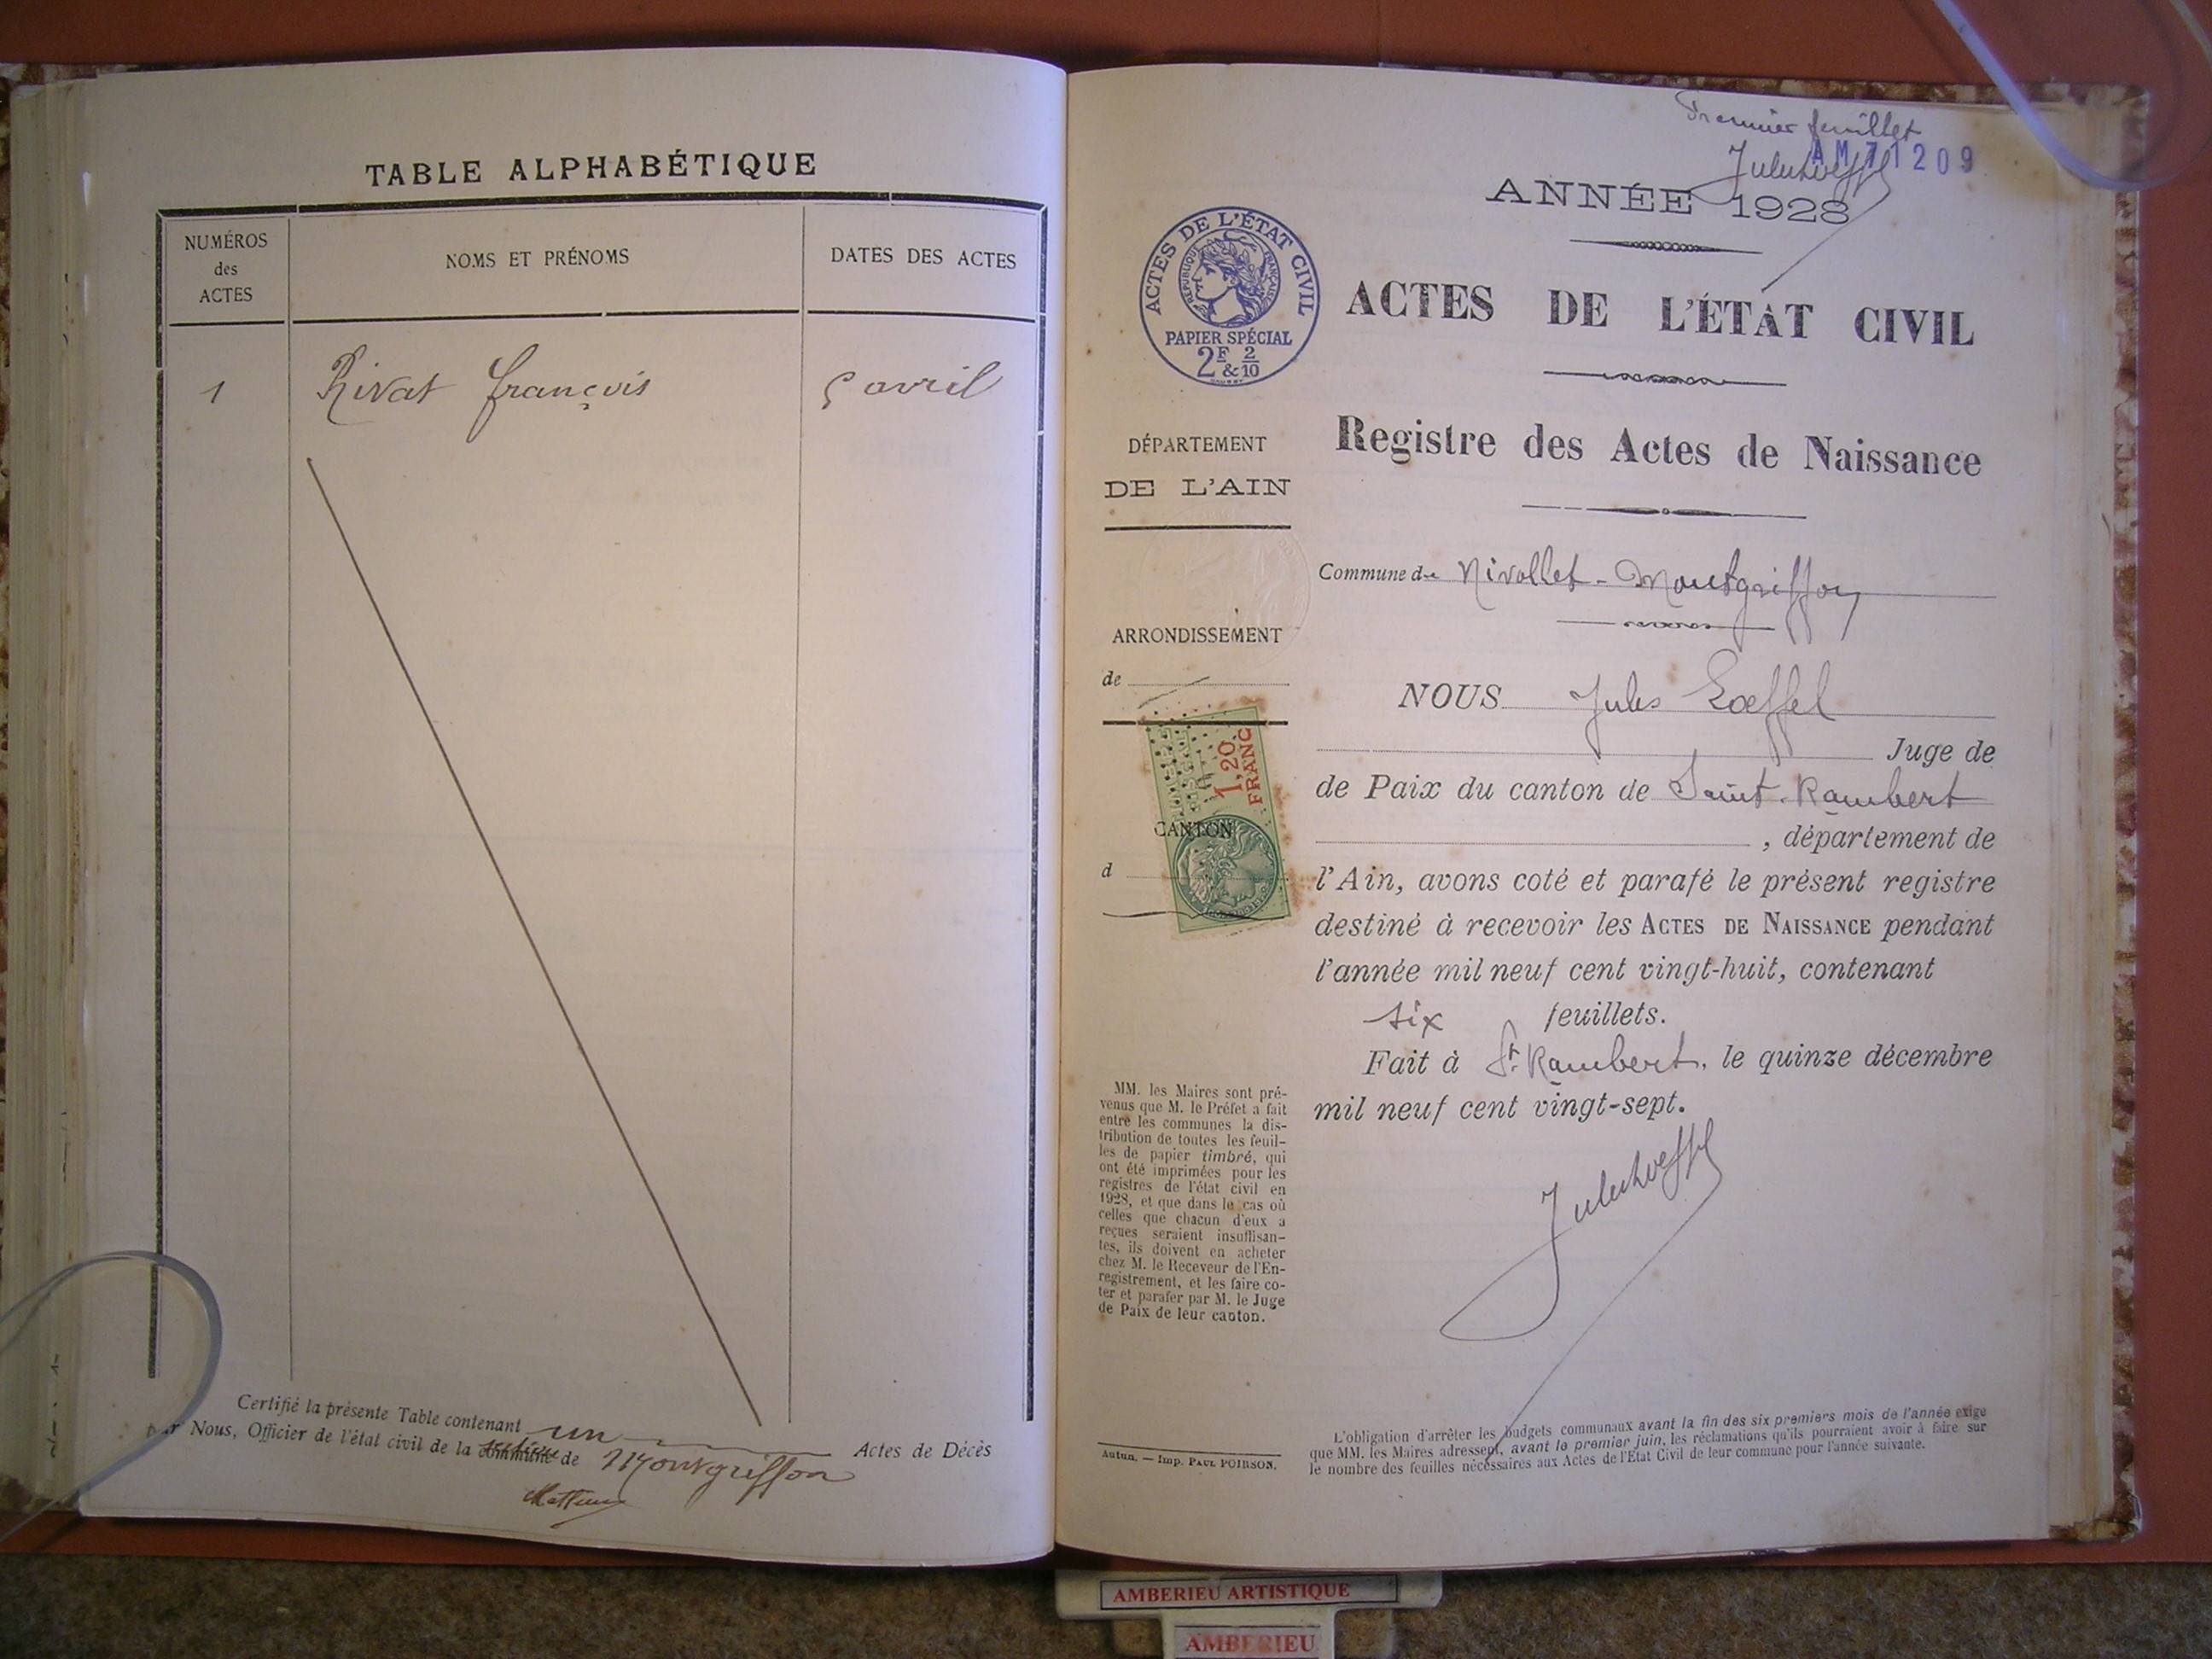 TABLE ALPHABÉTIQUE
NUMÉROS
des
ACTES
NOMS ET PRÉNOMS
DATES DES ACTES
1 Rivat françois 5 avril
Certifié la présente Table contenant un Actes de Décès
par Nous, Officier de l'état civil de la commune section de Montgriffon
Premier feuillet
AM 71209
ANNÉE 1928
ACTES DE L'ÉTAT CIVIL
RÉPUBLIQUE FRANÇAISE
PAPIER SPÉCIAL
2F & 2/10
ACTES DE L'ÉTAT CIVIL
Registre des Actes de Naissance
DÉPARTEMENT
DE L'AIN
Commune de Nivollet-Montgriffon
ARRONDISSEMENT
de
1,20
FRANC
CANTON
d
NOUS Jules Loeffel
Juge de
de Paix du canton de Saint-Rambert
, département de
l'Ain, avons coté et parafé le présent registre
destiné à recevoir les ACTES DE NAISSANCE pendant
l'année mil neuf cent vingt-huit, contenant
six feuillets.
Fait à St Rambert, le quinze décembre
mil neuf cent vingt-sept.
MM. les Maires sont pré-
venus que M. le Préfet a fait
entre les communes la dis-
tribution de toutes les feuil-
les de papier timbré, qui
ont été imprimées pour les
registres de l'état civil en
1928, et que dans le cas où
celles que chacun d'eux a
reçues seraient insuffisan-
tes, ils doivent en acheter
chez M. le Receveur de l'En-
registrement, et les faire co-
ter et parafer par M. le Juge
de Paix de leur canton.
Autun. — Imp. PAUL POIRSON.
L'obligation d'arrêter les budgets communaux avant la fin des six premiers mois de l'année exige
que MM. les Maires adressent, avant le premier juin, les réclamations qu'ils pourraient avoir à faire sur
le nombre des feuilles nécessaires aux Actes de l'Etat Civil de leur commune pour l'année suivante.
AMBERIEU ARTISTIQUE
AMBERIEU